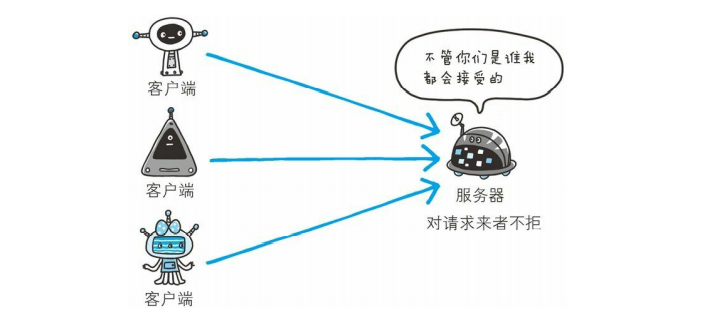 不管你们是谁我
都会接受的
客户端
客户端
服务器
对请求来者不拒
客户端